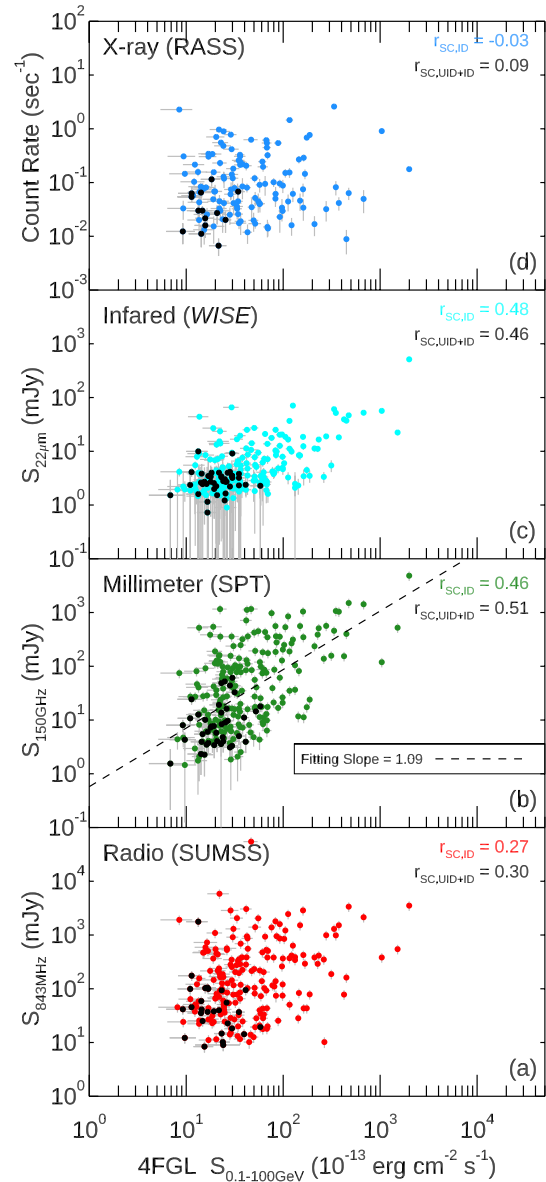 10²
X-ray (RASS)
r_SC,ID = -0.03
r_SC,UID+ID = 0.09
10¹
10⁰
Count Rate (sec⁻¹)
10⁻¹
10⁻²
(d)
10⁻³
Infared (WISE)
r_SC,ID = 0.48
r_SC,UID+ID = 0.46
10³
10²
S_22μm (mJy)
10¹
10⁰
(c)
10⁻¹
Millimeter (SPT)
r_SC,ID = 0.46
r_SC,UID+ID = 0.51
10³
10²
S_150GHz (mJy)
10¹
Fitting Slope = 1.09
10⁰
(b)
10⁻¹
Radio (SUMSS)
r_SC,ID = 0.27
r_SC,UID+ID = 0.30
10⁴
10³
S_843MHz (mJy)
10²
10¹
(a)
10⁰
10⁰ 10¹ 10² 10³ 10⁴
4FGL S_0.1-100GeV (10⁻¹³ erg cm⁻² s⁻¹)